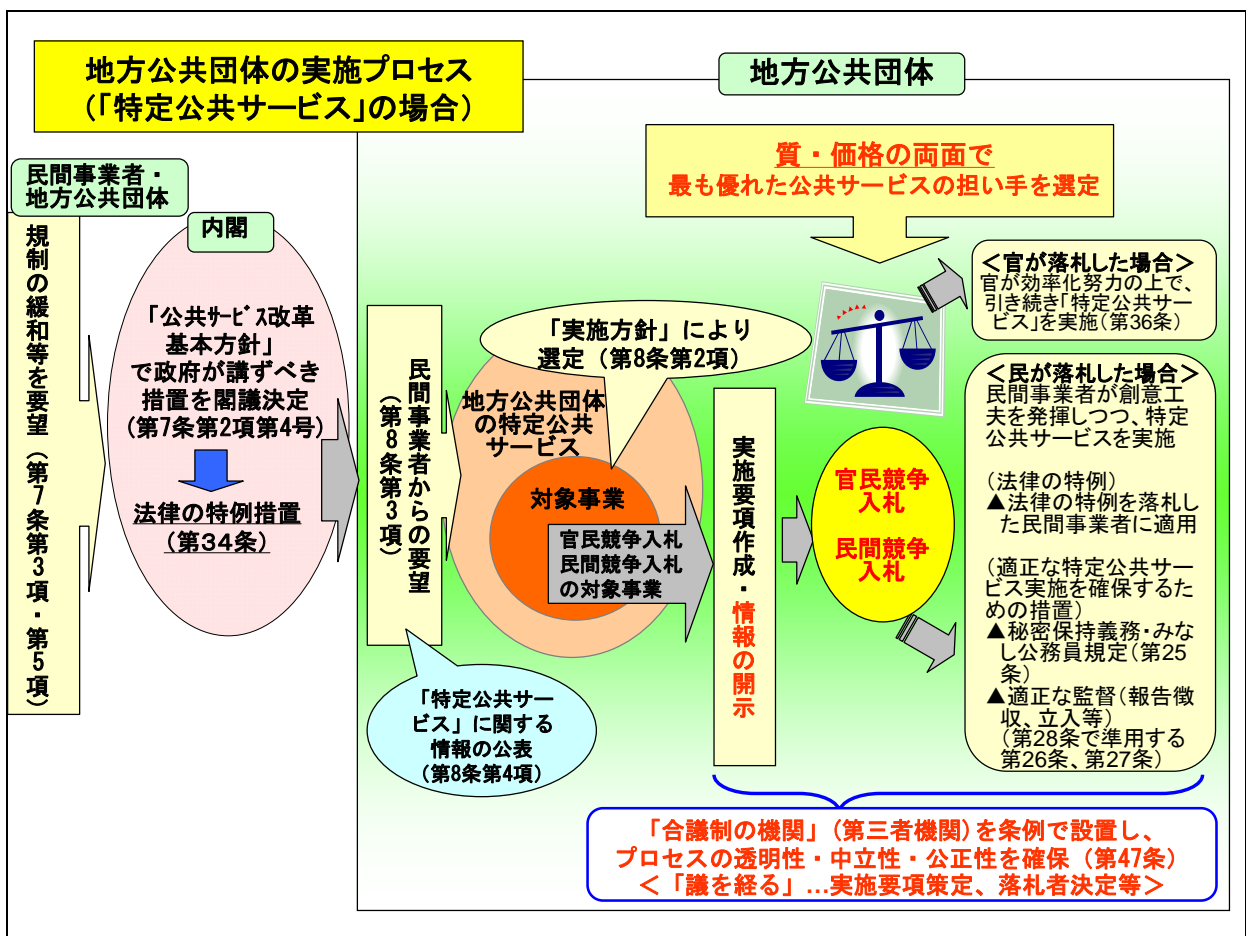 地方公共団体の実施プロセス
(「特定公共サービス」の場合)
地方公共団体
民間事業者・
地方公共団体
規制の緩和等を要望(第7条第3項・第5項)
内閣
「公共ｻｰﾋﾞｽ改革
基本方針」
で政府が講ずべき
措置を閣議決定
(第7条第2項第4号)
法律の特例措置
(第34条)
民間事業者からの要望
(第8条第3項)
「特定公共サー
ビス」に関する
情報の公表
(第8条第4項)
「実施方針」により
選定(第8条第2項)
地方公共団体
の特定公共
サービス
対象事業
官民競争入札
民間競争入札
の対象事業
実施要項作成・情報の開示
質・価格の両面で
最も優れた公共サービスの担い手を選定
官民競争
入札
民間競争
入札
＜官が落札した場合＞
官が効率化努力の上で、
引き続き「特定公共サー
ビス」を実施(第36条)
＜民が落札した場合＞
民間事業者が創意工
夫を発揮しつつ、特定
公共サービスを実施
(法律の特例)
▲法律の特例を落札し
た民間事業者に適用
(適正な特定公共サー
ビス実施を確保するた
めの措置)
▲秘密保持義務・みな
し公務員規定(第25
条)
▲適正な監督(報告徴
収、立入等)
(第28条で準用する
第26条、第27条)
「合議制の機関」(第三者機関)を条例で設置し、
プロセスの透明性・中立性・公正性を確保(第47条)
＜「議を経る」…実施要項策定、落札者決定等＞